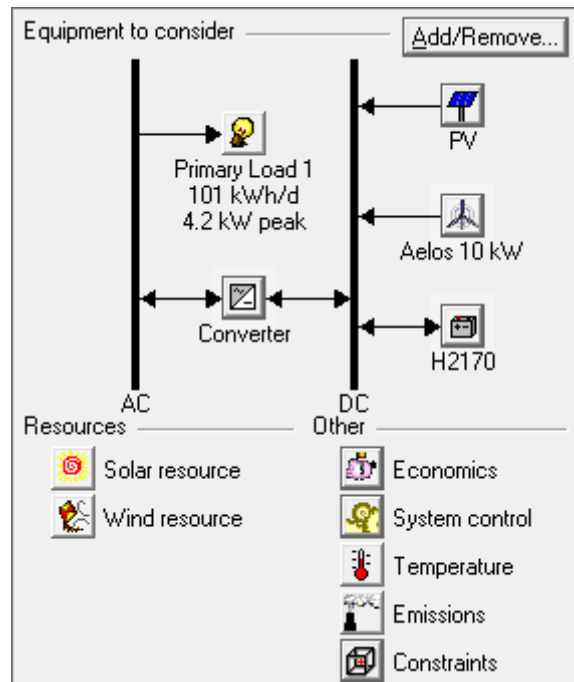 Equipment to consider
Add/Remove...
Primary Load 1
101 kWh/d
4.2 kW peak
PV
Aelos 10 kW
Converter
H2170
AC
DC
Resources
Other
Solar resource
Economics
Wind resource
System control
Temperature
Emissions
Constraints